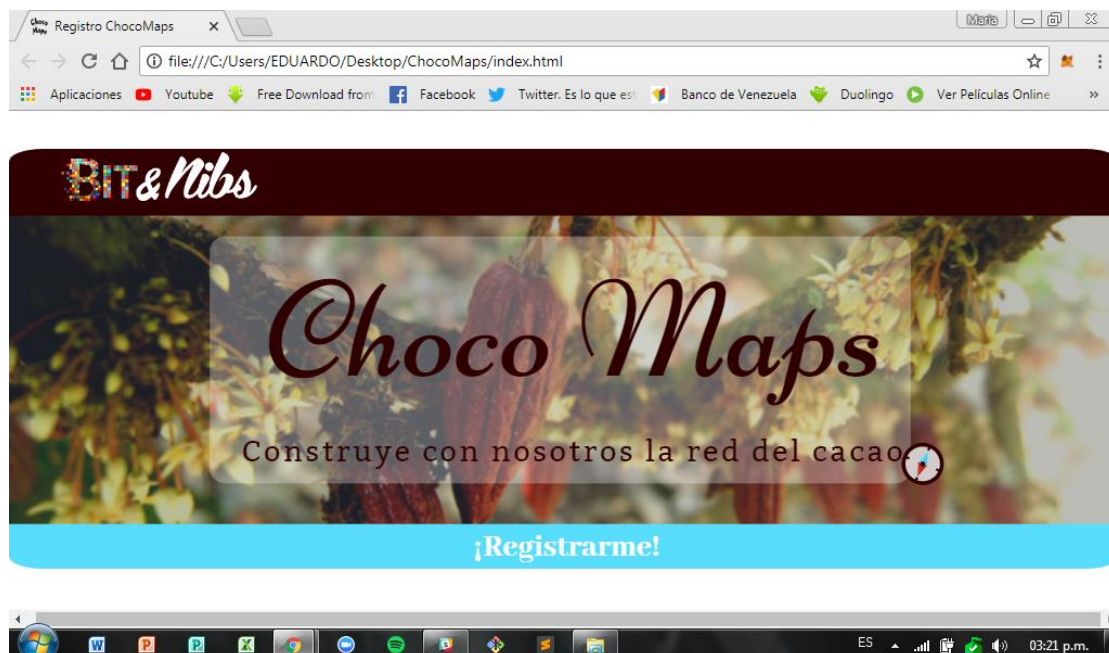 Choco Maps
Registro ChocoMaps
María
file:///C:/Users/EDUARDO/Desktop/ChocoMaps/index.html
Aplicaciones
Youtube
Free Download from
Facebook
Twitter. Es lo que est
Banco de Venezuela
Duolingo
Ver Películas Online
»
BIT & Nibs
Choco Maps
Construye con nosotros la red del cacao
¡Registrarme!
ES
03:21 p.m.